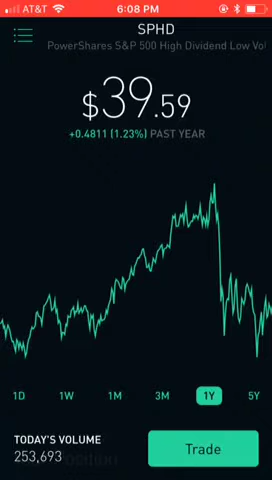 AT&T 6:08 PM
SPHD
PowerShares S&P 500 High Dividend Low Vol
$39.59
+0.4811 (1.23%) PAST YEAR
1D 1W 1M 3M 1Y 5Y
TODAY'S VOLUME
253,693
Trade